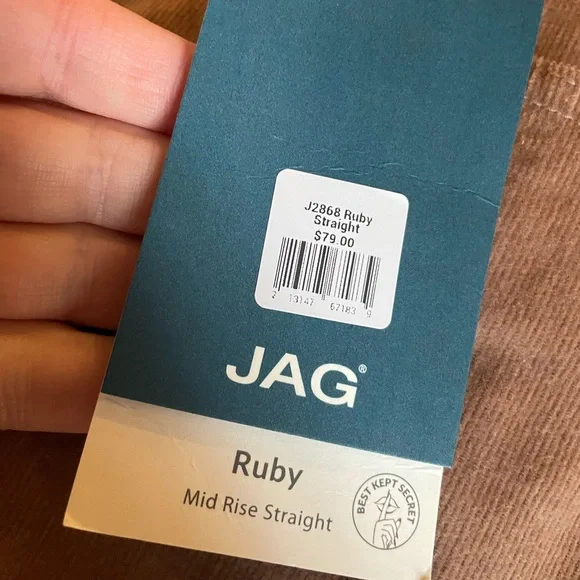 J2868 Ruby
Straight
$79.00
2 13147 67183 9
JAG®
Ruby
Mid Rise Straight
BEST KEPT SECRET